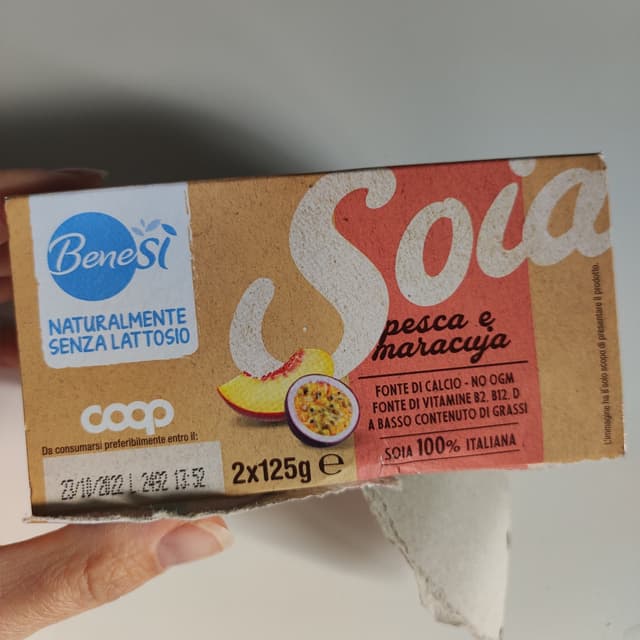 BeneSÌ
NATURALMENTE
SENZA LATTOSIO
Soia
pesca e
maracuja
FONTE DI CALCIO - NO OGM
FONTE DI VITAMINE B2, B12, D
A BASSO CONTENUTO DI GRASSI
SOIA 100% ITALIANA
coop
Da consumarsi preferibilmente entro il:
23/10/2022 L 2492 13:52
2x125g e
L'immagine ha il solo scopo di presentare il prodotto.